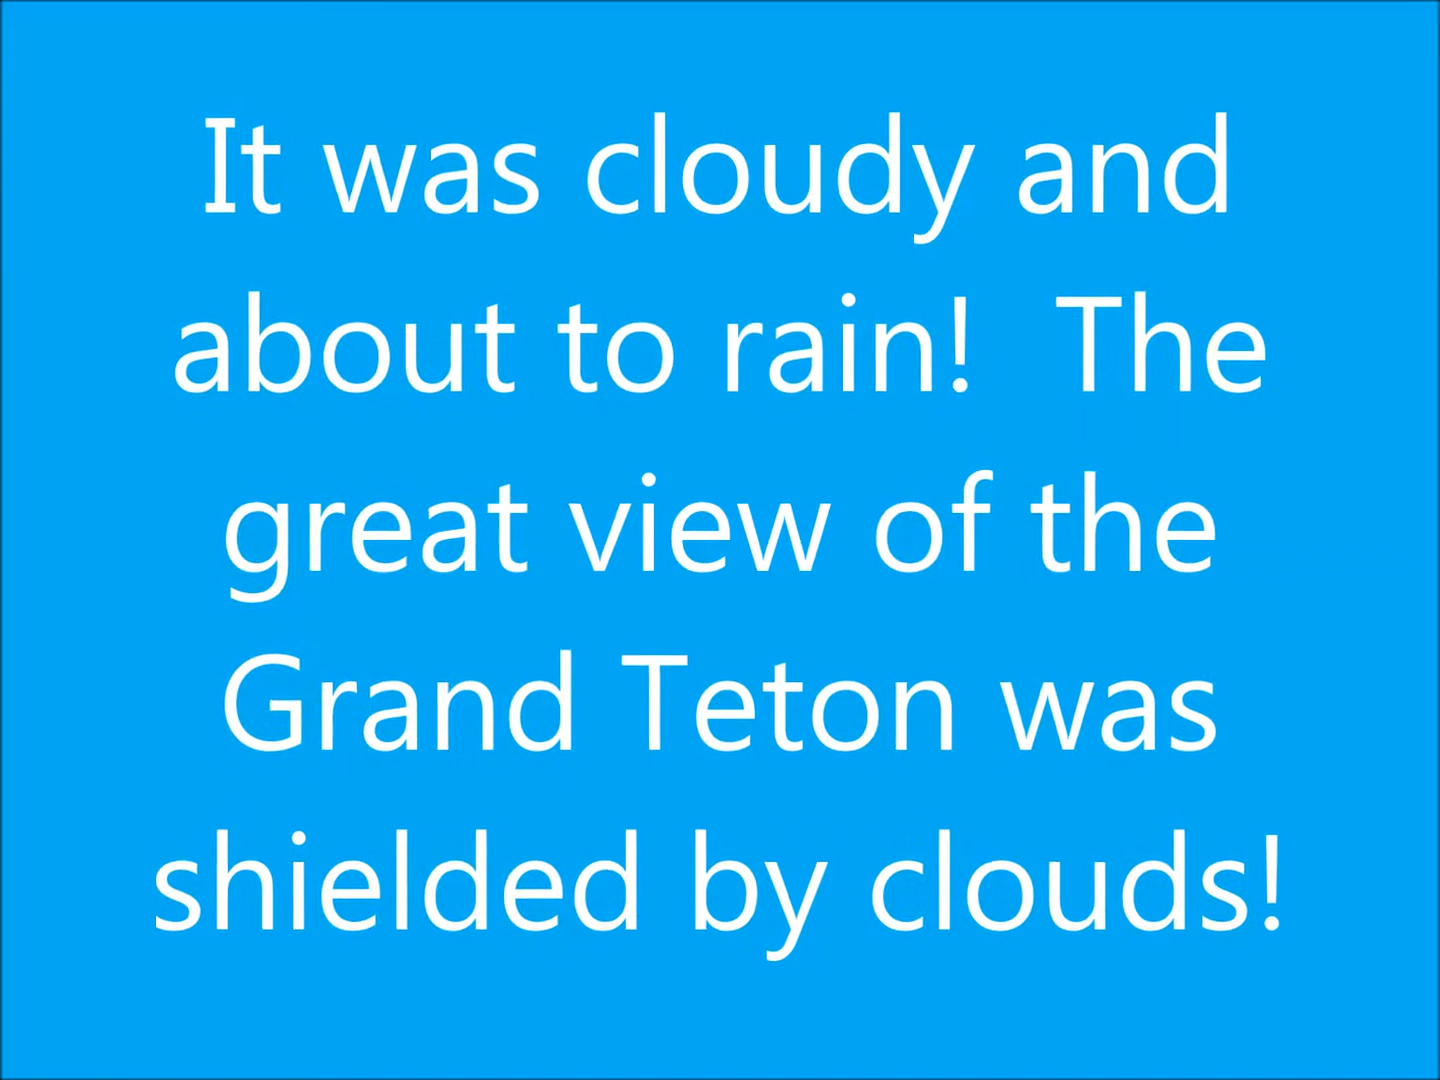 It was cloudy and
about to rain!  The
great view of the
Grand Teton was
shielded by clouds!